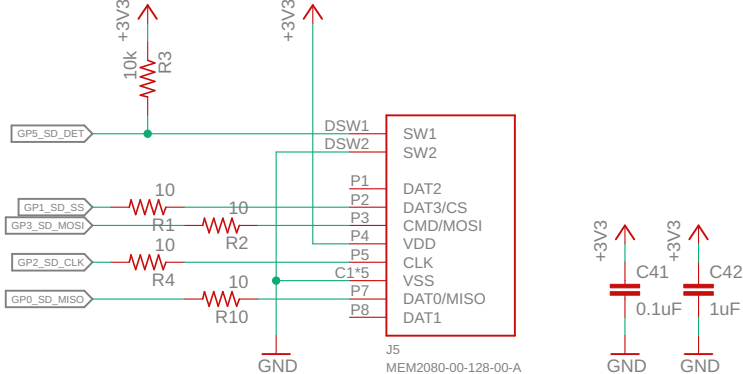 +3V3
+3V3
10k
R3
GP5_SD_DET
DSW1
SW1
DSW2
SW2
P1
DAT2
10
GP1_SD_SS
P2
DAT3/CS
R1
10
GP3_SD_MOSI
P3
CMD/MOSI
R2
P4
VDD
10
GP2_SD_CLK
P5
CLK
R4
C1*5
VSS
10
GP0_SD_MISO
P7
DAT0/MISO
R10
P8
DAT1
GND
J5
MEM2080-00-128-00-A
+3V3
+3V3
C41
C42
0.1uF
1uF
GND
GND